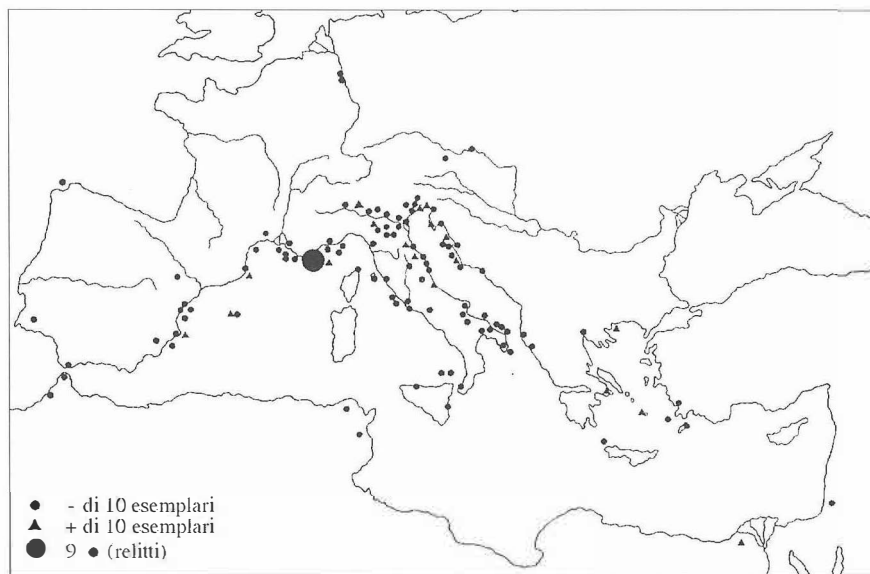 - di 10 esemplari
+ di 10 esemplari
9 ● (relitti)